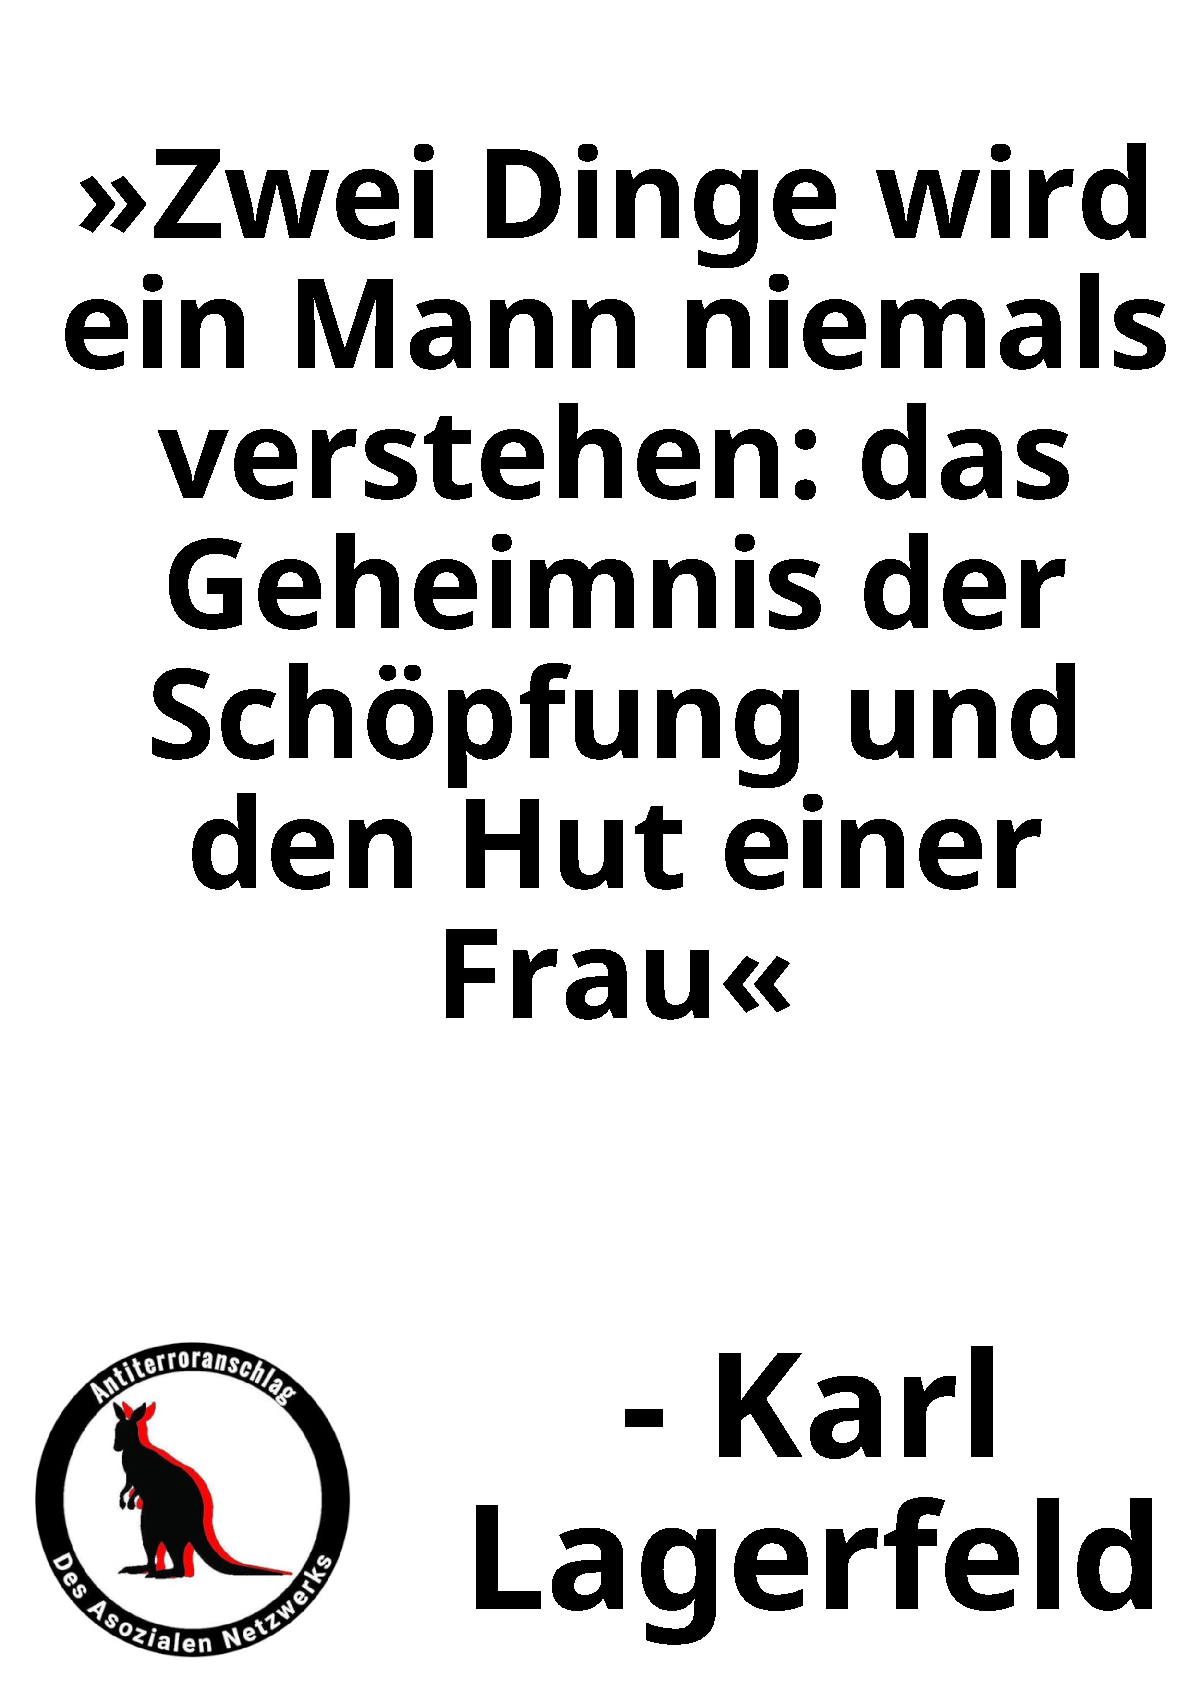 »Zwei Dinge wird
ein Mann niemals
verstehen: das
Geheimnis der
Schöpfung und
den Hut einer
Frau«
- Karl
Lagerfeld
Antiterroranschlag
Des Asozialen Netzwerks